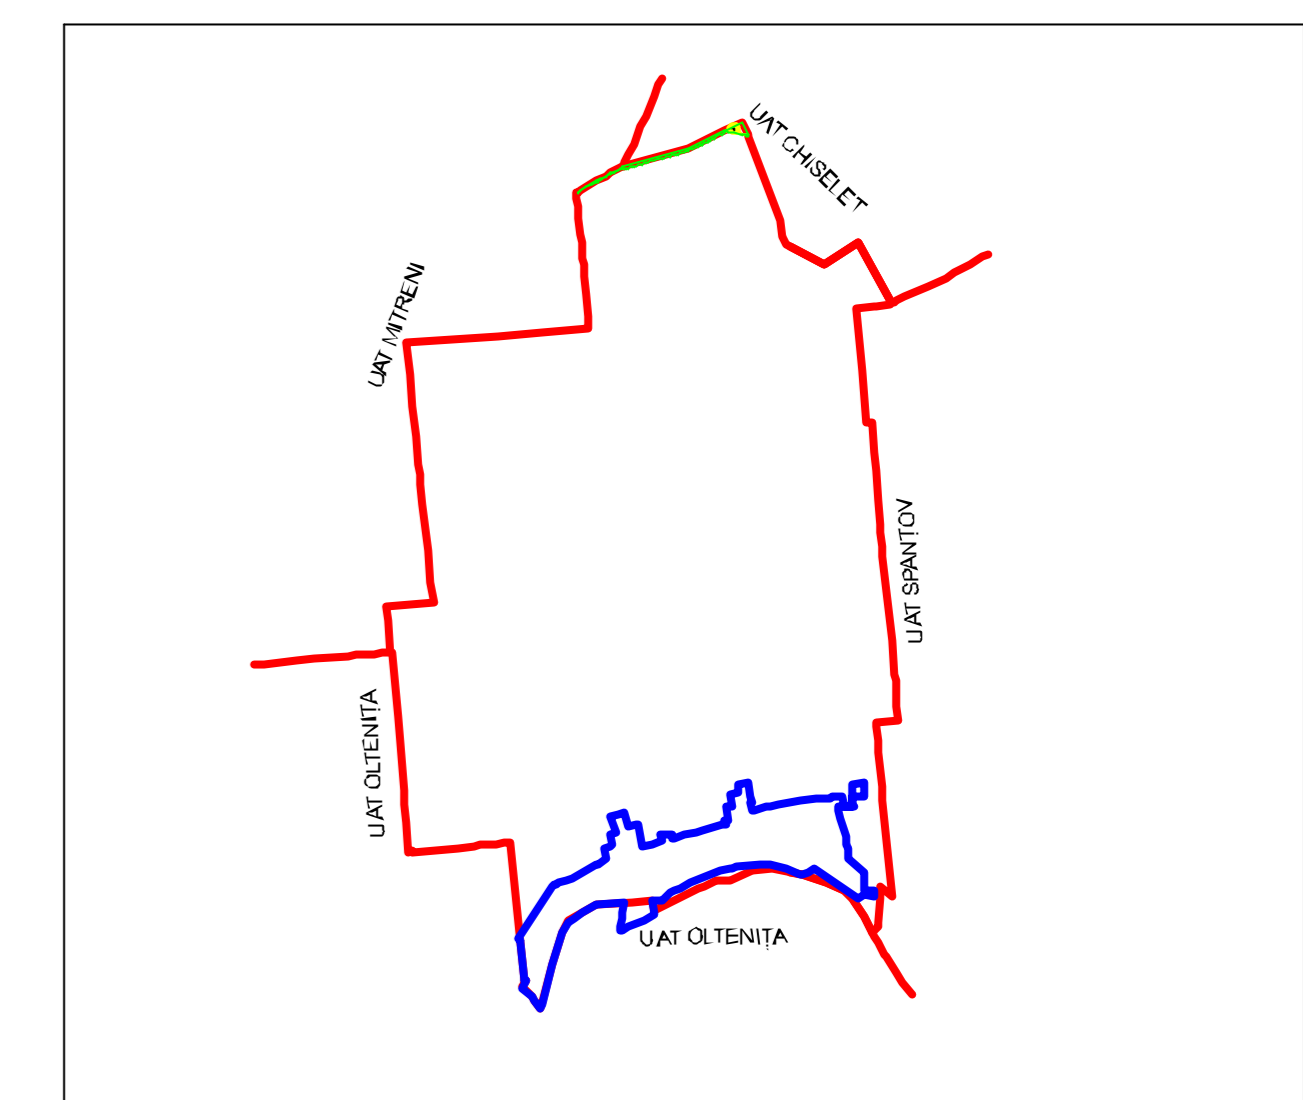 UAT CHISELET
UAT MITRENI
UAT SPANȚOV
UAT OLTENIȚA
UAT OLTENIȚA